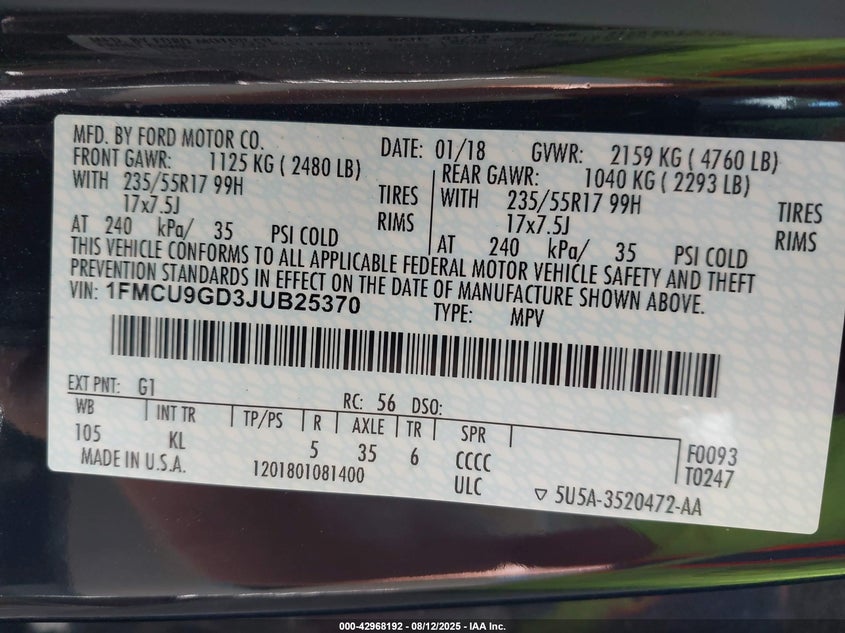 MFD. BY FORD MOTOR CO. DATE: 01/18 GVWR: 2159 KG ( 4760 LB)
FRONT GAWR: 1125 KG ( 2480 LB) REAR GAWR: 1040 KG ( 2293 LB)
WITH 235/55R17 99H TIRES WITH 235/55R17 99H TIRES
17x7.5J RIMS 17x7.5J RIMS
AT 240 kPa/ 35 PSI COLD AT 240 kPa/ 35 PSI COLD
THIS VEHICLE CONFORMS TO ALL APPLICABLE FEDERAL MOTOR VEHICLE SAFETY AND THEFT
PREVENTION STANDARDS IN EFFECT ON THE DATE OF MANUFACTURE SHOWN ABOVE.
VIN: 1FMCU9GD3JUB25370 TYPE: MPV
EXT PNT: G1 RC: 56 DSO:
WB INT TR TP/PS R AXLE TR SPR
105 KL 5 35 6 CCCC F0093
MADE IN U.S.A. 1201801081400 ULC T0247
5U5A-3520472-AA
000-42968192 - 08/12/2025 - IAA Inc.